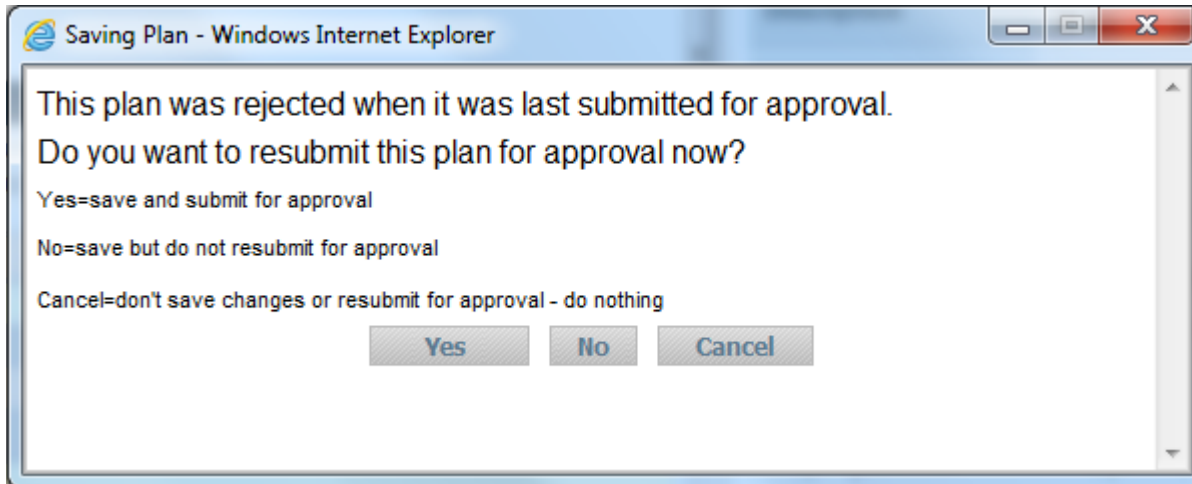 Saving Plan - Windows Internet Explorer
This plan was rejected when it was last submitted for approval.
Do you want to resubmit this plan for approval now?
Yes=save and submit for approval
No=save but do not resubmit for approval
Cancel=don't save changes or resubmit for approval - do nothing
Yes No Cancel